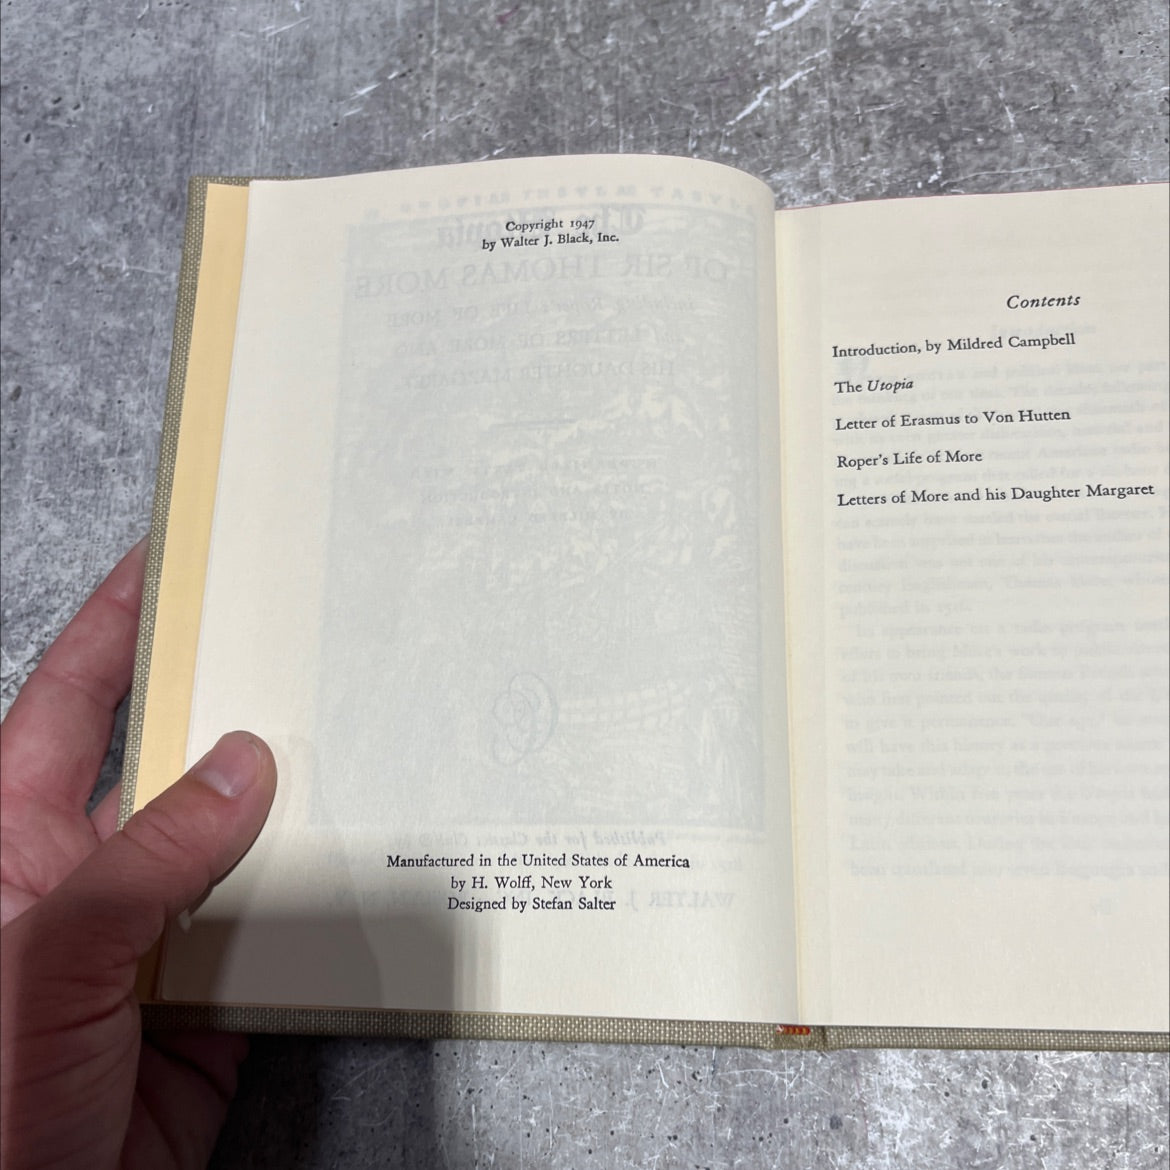 Copyright 1947
by Walter J. Black, Inc.
Manufactured in the United States of America
by H. Wolff, New York
Designed by Stefan Salter
Contents
Introduction, by Mildred Campbell
The Utopia
Letter of Erasmus to Von Hutten
Roper's Life of More
Letters of More and his Daughter Margaret